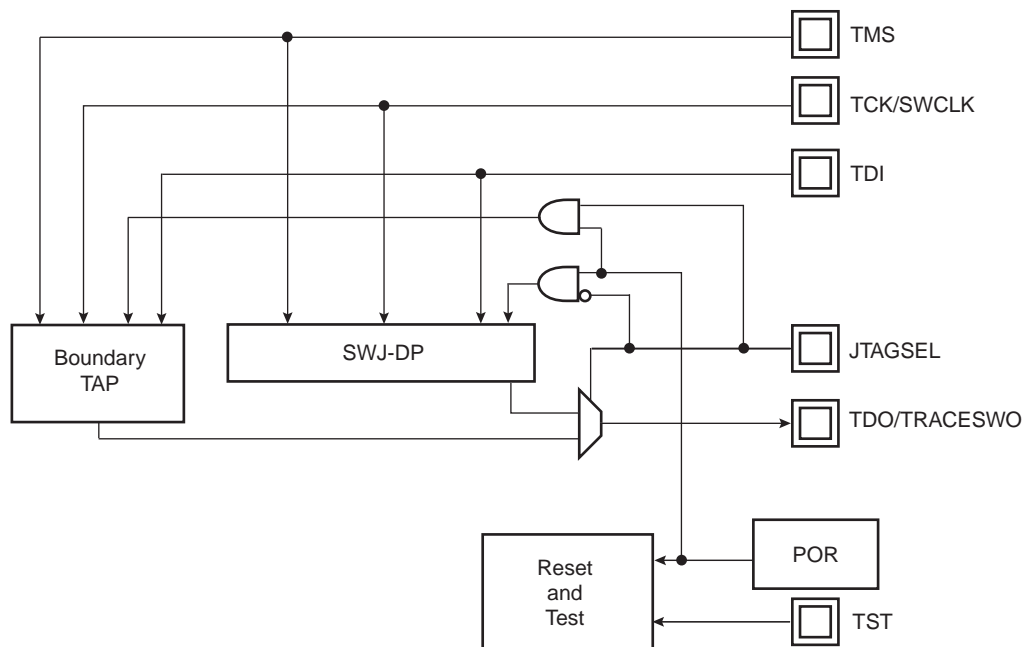 TMS
TCK/SWCLK
TDI
Boundary
TAP
SWJ-DP
JTAGSEL
TDO/TRACESWO
Reset
and
Test
POR
TST